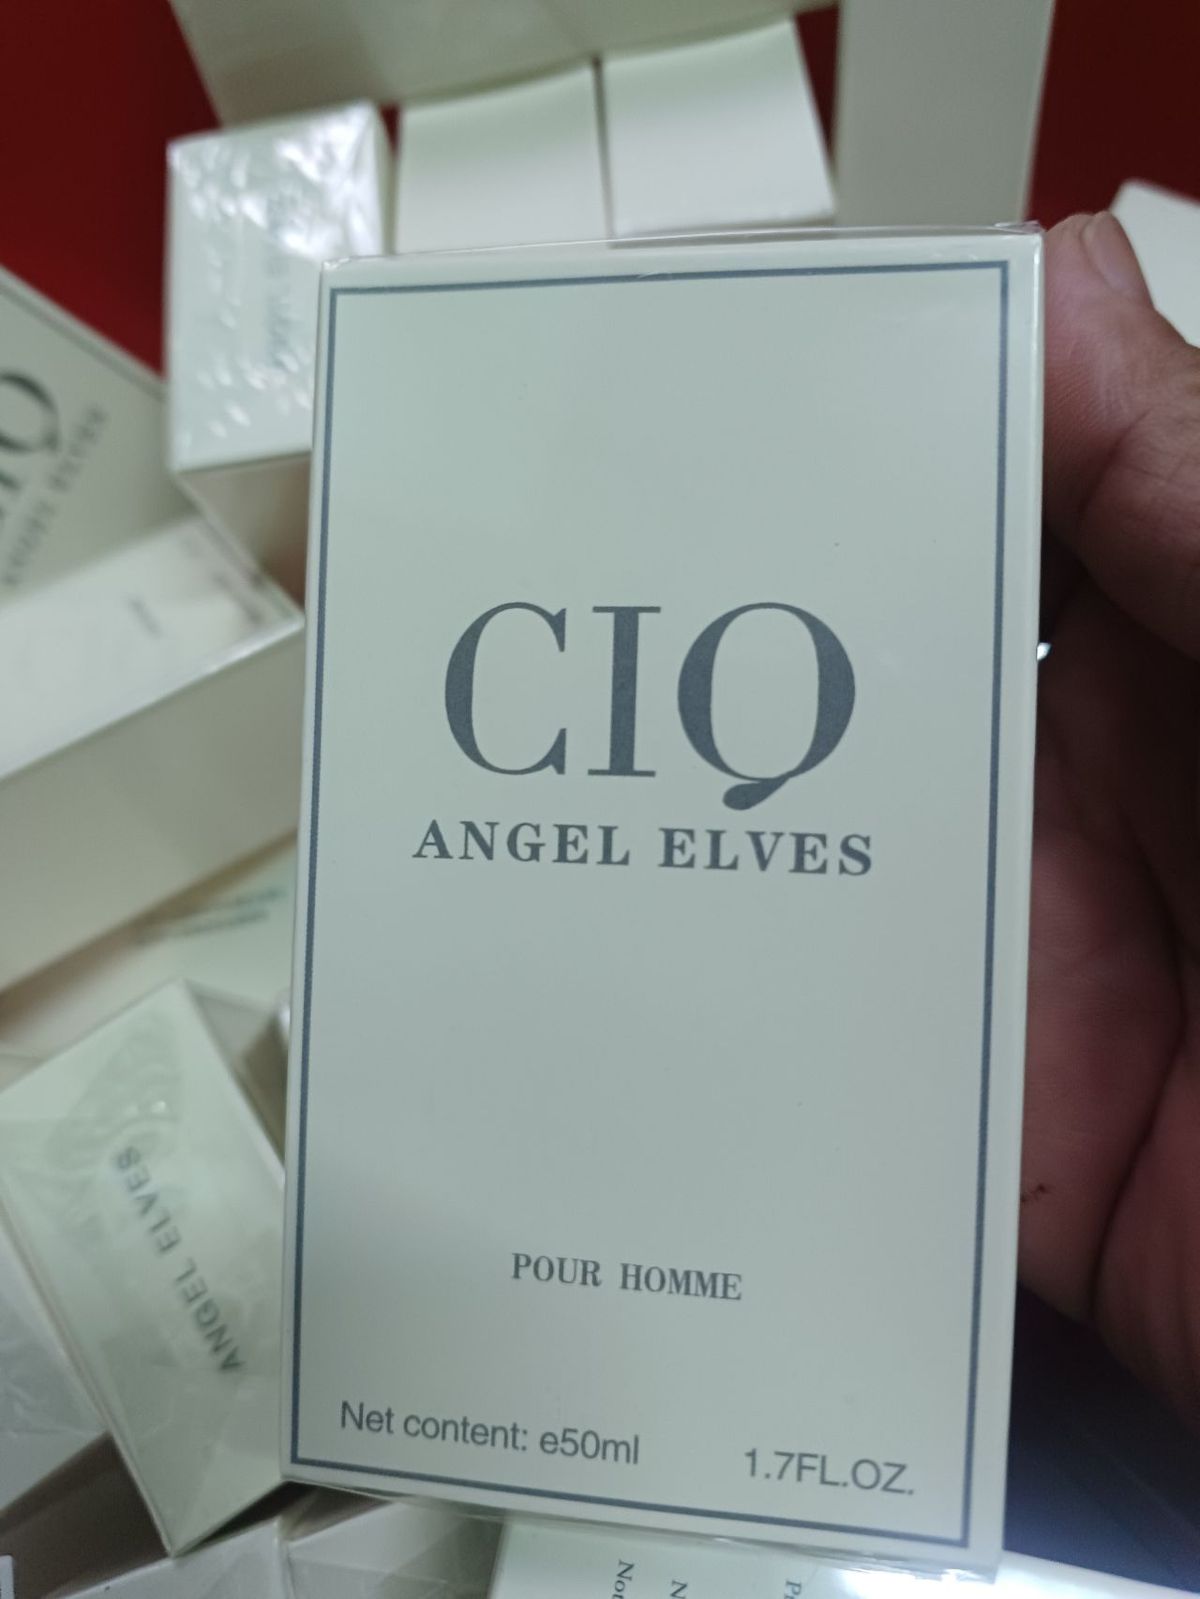 CIQ
ANGEL ELVES
POUR HOMME
Net content: e50ml 1.7FL.OZ.
ANGEL ELVES